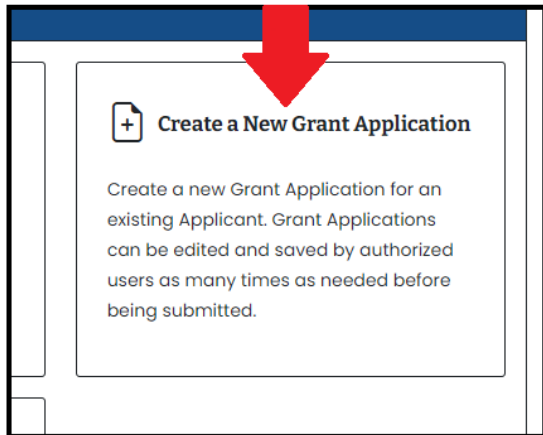 Create a New Grant Application
Create a new Grant Application for an
existing Applicant. Grant Applications
can be edited and saved by authorized
users as many times as needed before
being submitted.